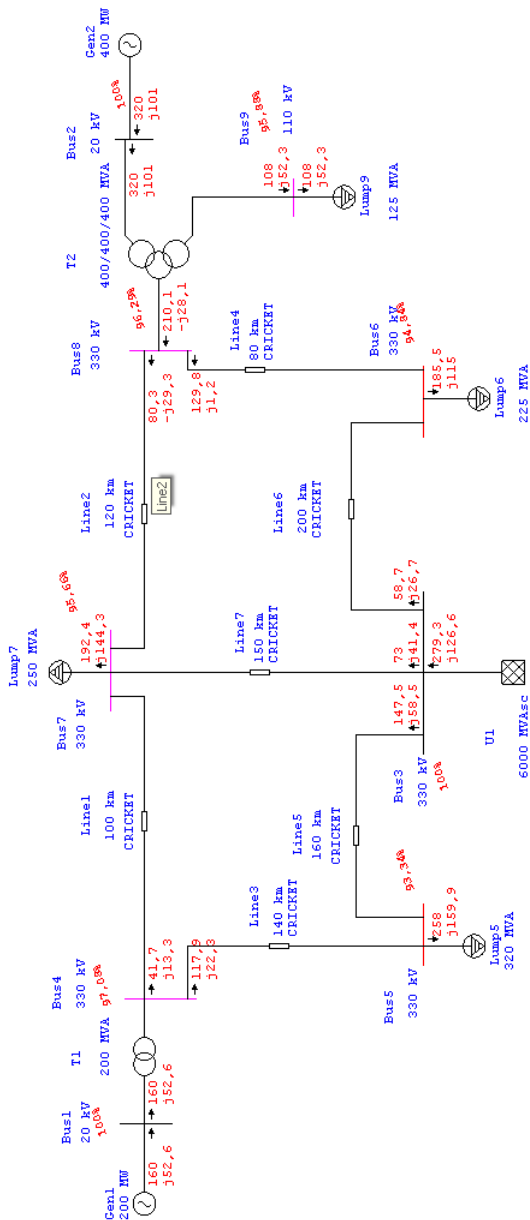 Gen1
200 MW
160
j52,6
Bus1
20 kV
100%
160
j52,6
T1
200 MVA
Bus4
330 kV
97,08%
41,7
j13,3
117,9
j22,3
Line1
100 km
CRICKET
Line3
140 km
CRICKET
Bus5
330 kV
93,34%
258
j159,9
Lump5
320 MVA
Line5
160 km
CRICKET
Lump7
250 MVA
Bus7
330 kV
95,66%
192,4
j144,3
Line7
150 km
CRICKET
147,5
j58,5
73
j41,4
58,7
j26,7
279,3
j126,6
Bus3
330 kV
100%
U1
6000 MVAsc
Line2
120 km
CRICKET
Line2
Line6
200 km
CRICKET
Bus8
330 kV
96,29%
80,3
-j29,3
210,1
-j28,1
129,8
j1,2
Line4
80 km
CRICKET
Bus6
330 kV
94,94%
185,5
j115
Lump6
225 MVA
T2
400/400/400 MVA
Bus2
20 kV
100%
320
j101
320
j101
Gen2
400 MW
Bus9
95,88%
110 kV
108
j52,3
108
j52,3
Lump9
125 MVA